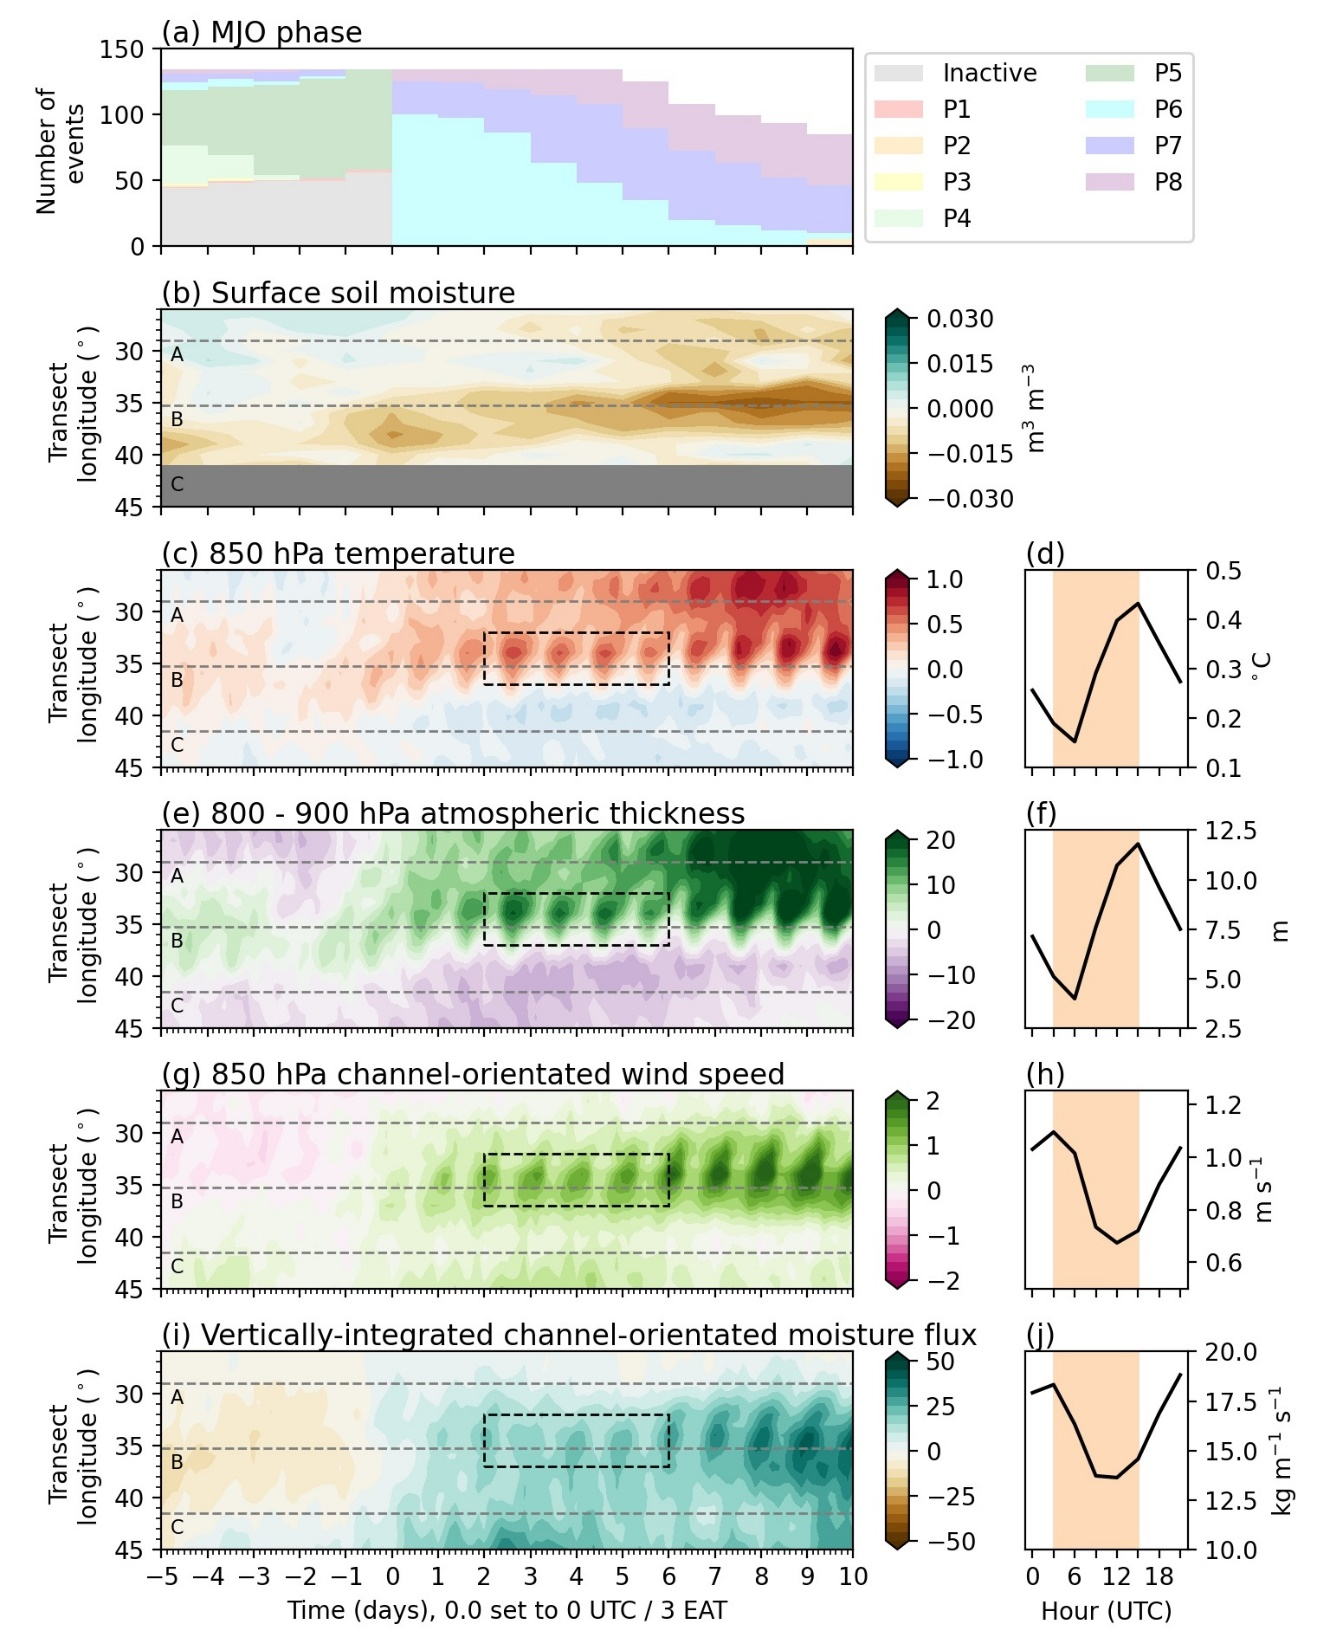 (a) MJO phase
150
100
50
0
Number of
events
Inactive
P1
P2
P3
P4
P5
P6
P7
P8
(b) Surface soil moisture
30
35
40
45
Transect
longitude (°)
A
B
C
0.030
0.015
0.000
−0.015
−0.030
m³ m⁻³
(c) 850 hPa temperature
30
35
40
45
Transect
longitude (°)
A
B
C
1.0
0.5
0.0
−0.5
−1.0
(d)
0.5
0.4
0.3
0.2
0.1
°C
(e) 800 - 900 hPa atmospheric thickness
30
35
40
45
Transect
longitude (°)
A
B
C
20
10
0
−10
−20
(f)
12.5
10.0
7.5
5.0
2.5
m
(g) 850 hPa channel-orientated wind speed
30
35
40
45
Transect
longitude (°)
A
B
C
2
1
0
−1
−2
(h)
1.2
1.0
0.8
0.6
m s⁻¹
(i) Vertically-integrated channel-orientated moisture flux
30
35
40
45
Transect
longitude (°)
A
B
C
50
25
0
−25
−50
(j)
20.0
17.5
15.0
12.5
10.0
kg m⁻¹ s⁻¹
−5 −4 −3 −2 −1 0 1 2 3 4 5 6 7 8 9 10
Time (days), 0.0 set to 0 UTC / 3 EAT
0 6 12 18
Hour (UTC)